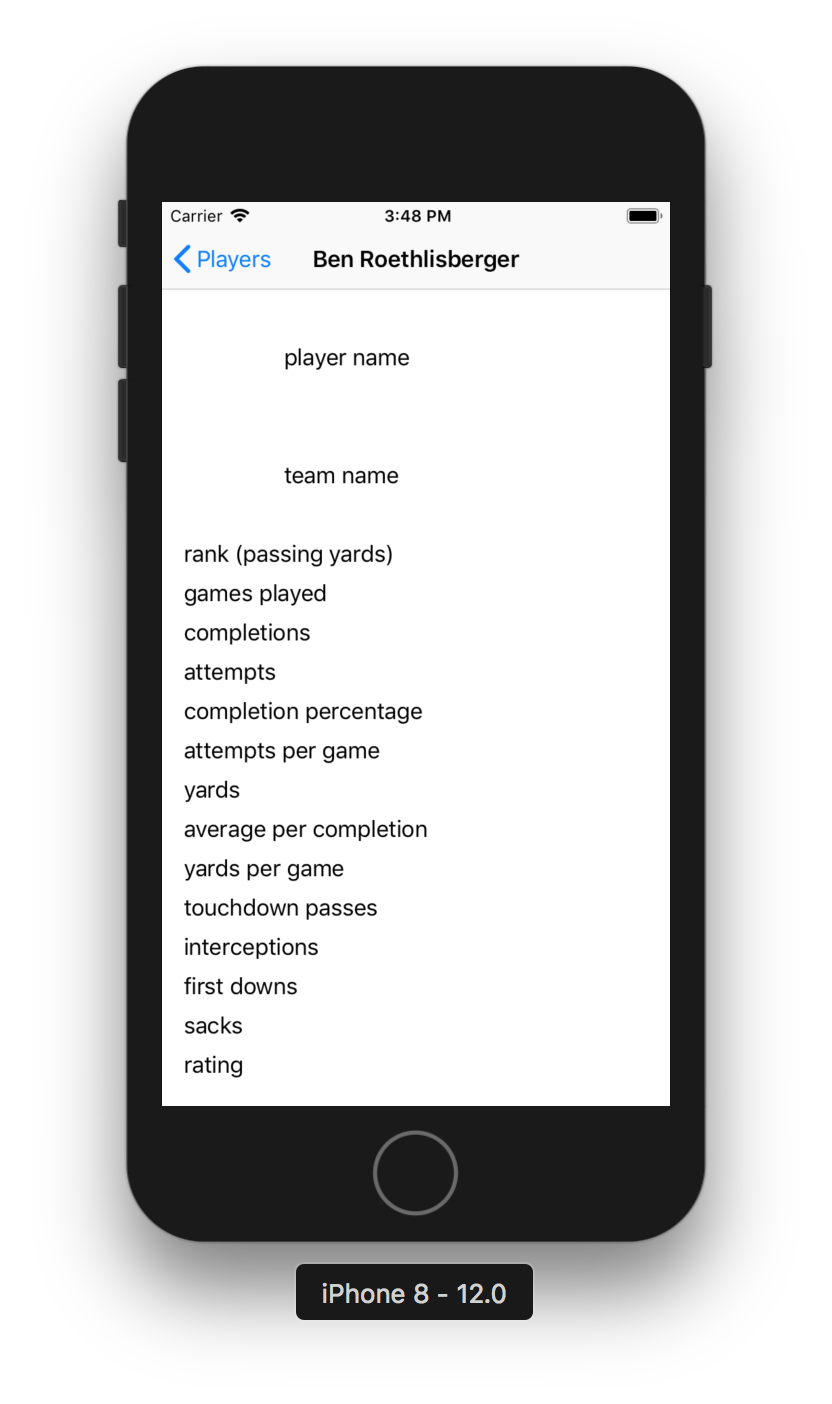 Carrier 3:48 PM
Players Ben Roethlisberger
player name
team name
rank (passing yards)
games played
completions
attempts
completion percentage
attempts per game
yards
average per completion
yards per game
touchdown passes
interceptions
first downs
sacks
rating
iPhone 8 - 12.0